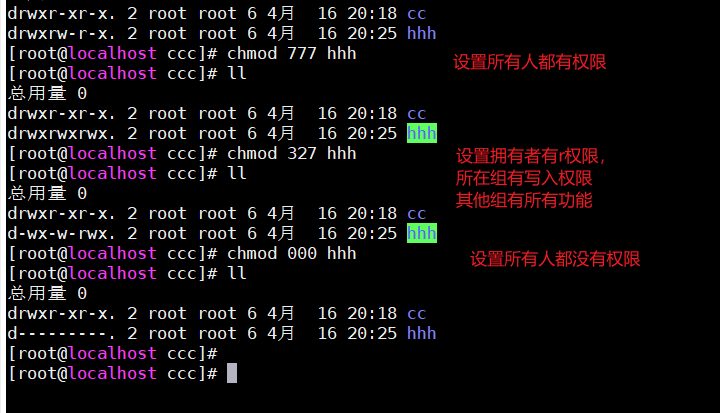 drwxr-xr-x. 2 root root 6 4月  16 20:18 cc
drwxrw-r-x. 2 root root 6 4月  16 20:25 hhh
[root@localhost ccc]# chmod 777 hhh
设置所有人都有权限
[root@localhost ccc]# ll
总用量 0
drwxr-xr-x. 2 root root 6 4月  16 20:18 cc
drwxrwxrwx. 2 root root 6 4月  16 20:25 hhh
[root@localhost ccc]# chmod 327 hhh
设置拥有者有r权限，
所在组有写入权限
其他组有所有功能
[root@localhost ccc]# ll
总用量 0
drwxr-xr-x. 2 root root 6 4月  16 20:18 cc
d-wx-w-rwx. 2 root root 6 4月  16 20:25 hhh
[root@localhost ccc]# chmod 000 hhh
设置所有人都没有权限
[root@localhost ccc]# ll
总用量 0
drwxr-xr-x. 2 root root 6 4月  16 20:18 cc
d---------. 2 root root 6 4月  16 20:25 hhh
[root@localhost ccc]#
[root@localhost ccc]#